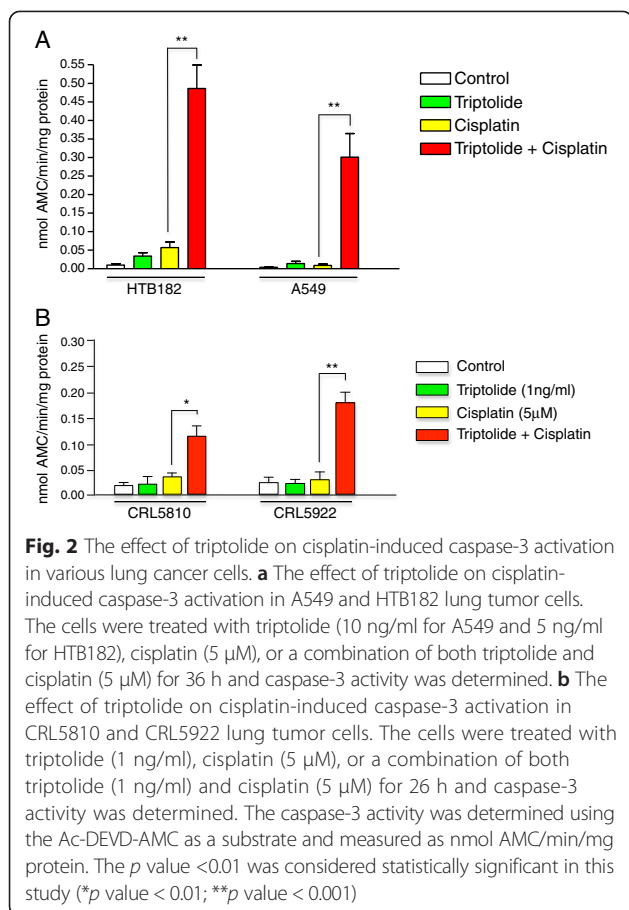 A
**
**
0.55
0.50
0.45
0.40
0.35
0.30
0.25
0.20
0.15
0.10
0.05
0.00
nmol AMC/min/mg protein
HTB182
A549
Control
Triptolide
Cisplatin
Triptolide + Cisplatin
B
*
**
0.30
0.25
0.20
0.15
0.10
0.05
0.00
nmol AMC/min/mg protein
CRL5810
CRL5922
Control
Triptolide (1ng/ml)
Cisplatin (5μM)
Triptolide + Cisplatin
Fig. 2 The effect of triptolide on cisplatin-induced caspase-3 activation
in various lung cancer cells. a The effect of triptolide on cisplatin-
induced caspase-3 activation in A549 and HTB182 lung tumor cells.
The cells were treated with triptolide (10 ng/ml for A549 and 5 ng/ml
for HTB182), cisplatin (5 μM), or a combination of both triptolide and
cisplatin (5 μM) for 36 h and caspase-3 activity was determined. b The
effect of triptolide on cisplatin-induced caspase-3 activation in
CRL5810 and CRL5922 lung tumor cells. The cells were treated with
triptolide (1 ng/ml), cisplatin (5 μM), or a combination of both
triptolide (1 ng/ml) and cisplatin (5 μM) for 26 h and caspase-3
activity was determined. The caspase-3 activity was determined using
the Ac-DEVD-AMC as a substrate and measured as nmol AMC/min/mg
protein. The p value <0.01 was considered statistically significant in this
study (*p value < 0.01; **p value < 0.001)